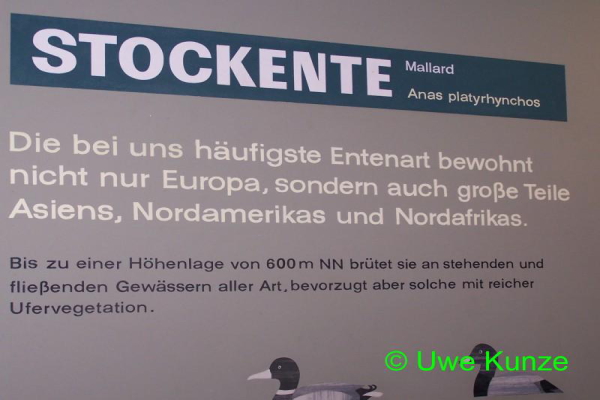 STOCKENTE
Mallard
Anas platyrhynchos
Die bei uns häufigste Entenart bewohnt
nicht nur Europa, sondern auch große Teile
Asiens, Nordamerikas und Nordafrikas.
Bis zu einer Höhenlage von 600m NN brütet sie an stehenden und
fließenden Gewässern aller Art, bevorzugt aber solche mit reicher
Ufervegetation.
© Uwe Kunze